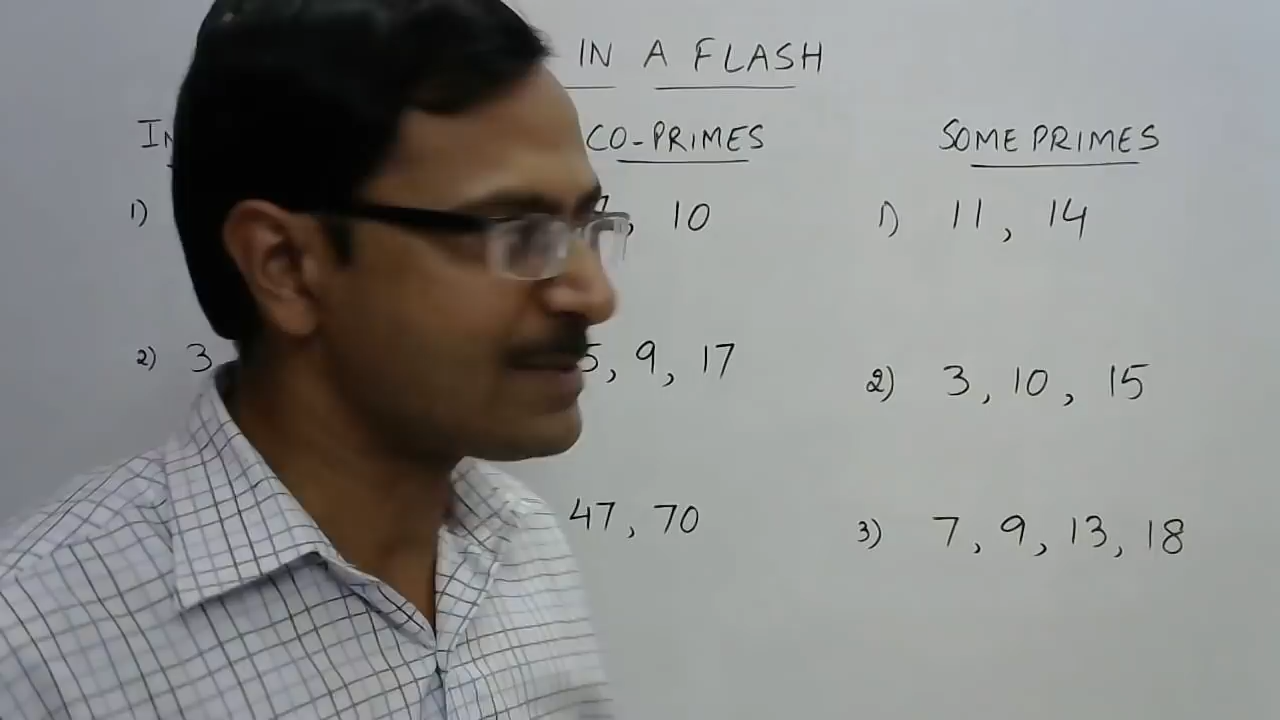 IN A FLASH
CO-PRIMES
SOME PRIMES
1) , 10
1) 11, 14
2) 3 5, 9, 17
2) 3, 10, 15
47, 70
3) 7, 9, 13, 18